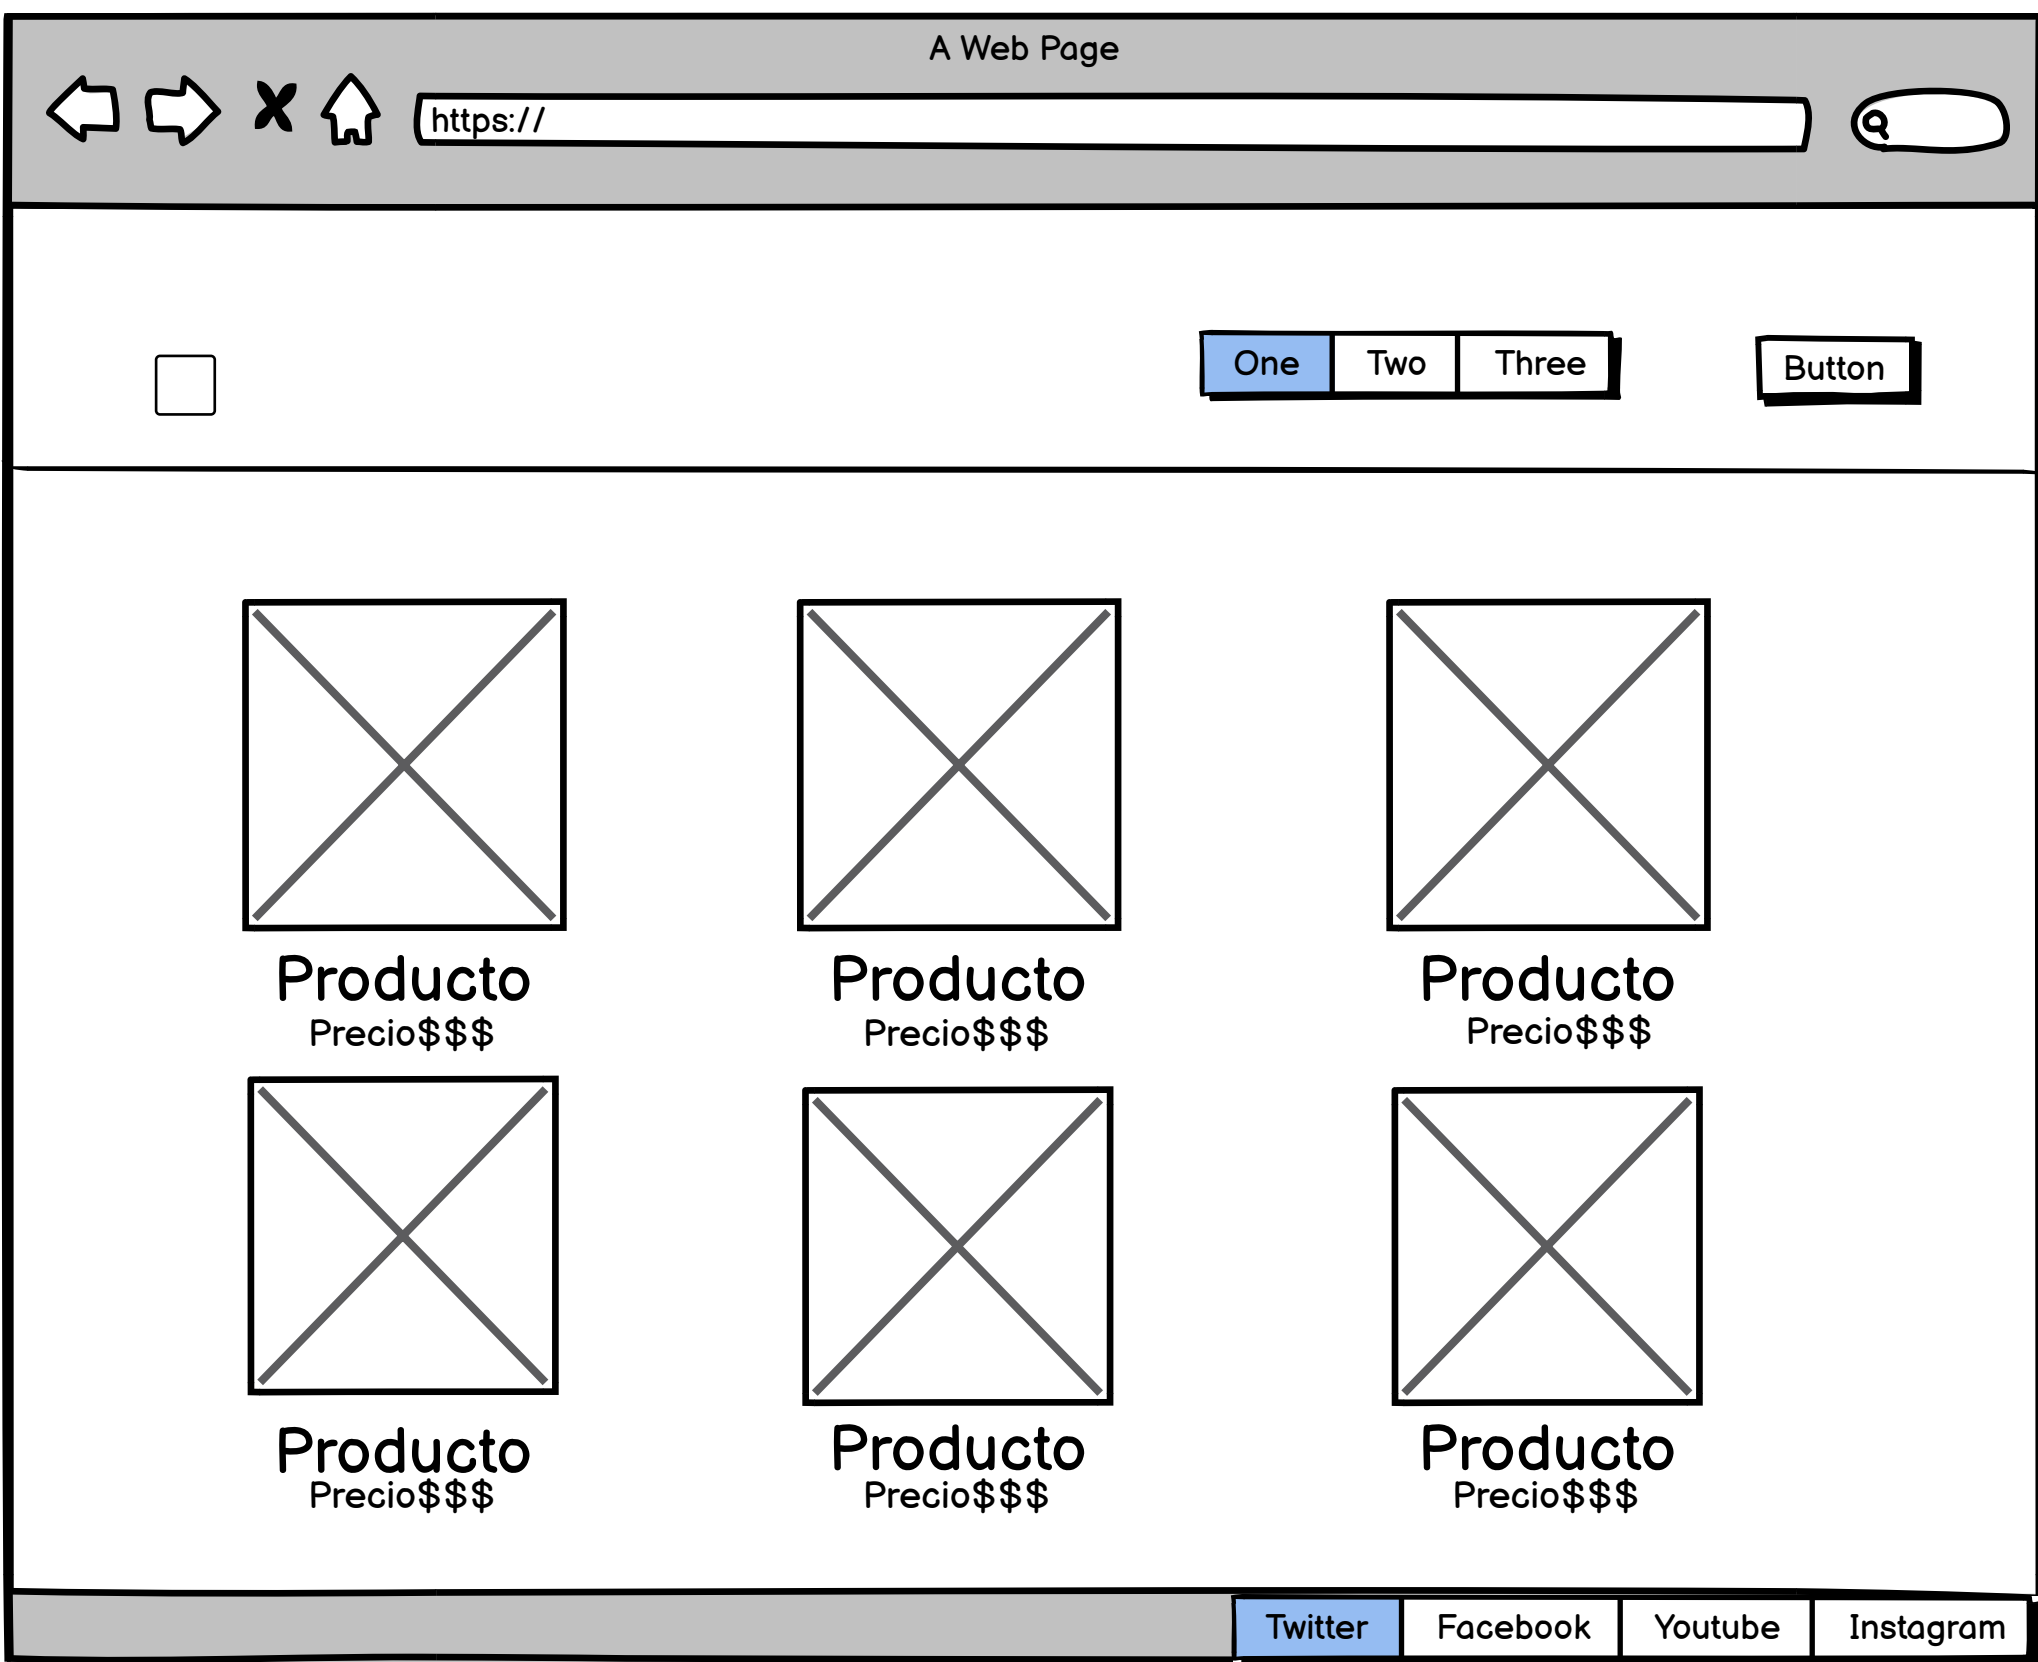 A Web Page
https://
One Two Three Button
Producto Producto Producto
Precio$$$ Precio$$$ Precio$$$
Producto Producto Producto
Precio$$$ Precio$$$ Precio$$$
Twitter Facebook Youtube Instagram